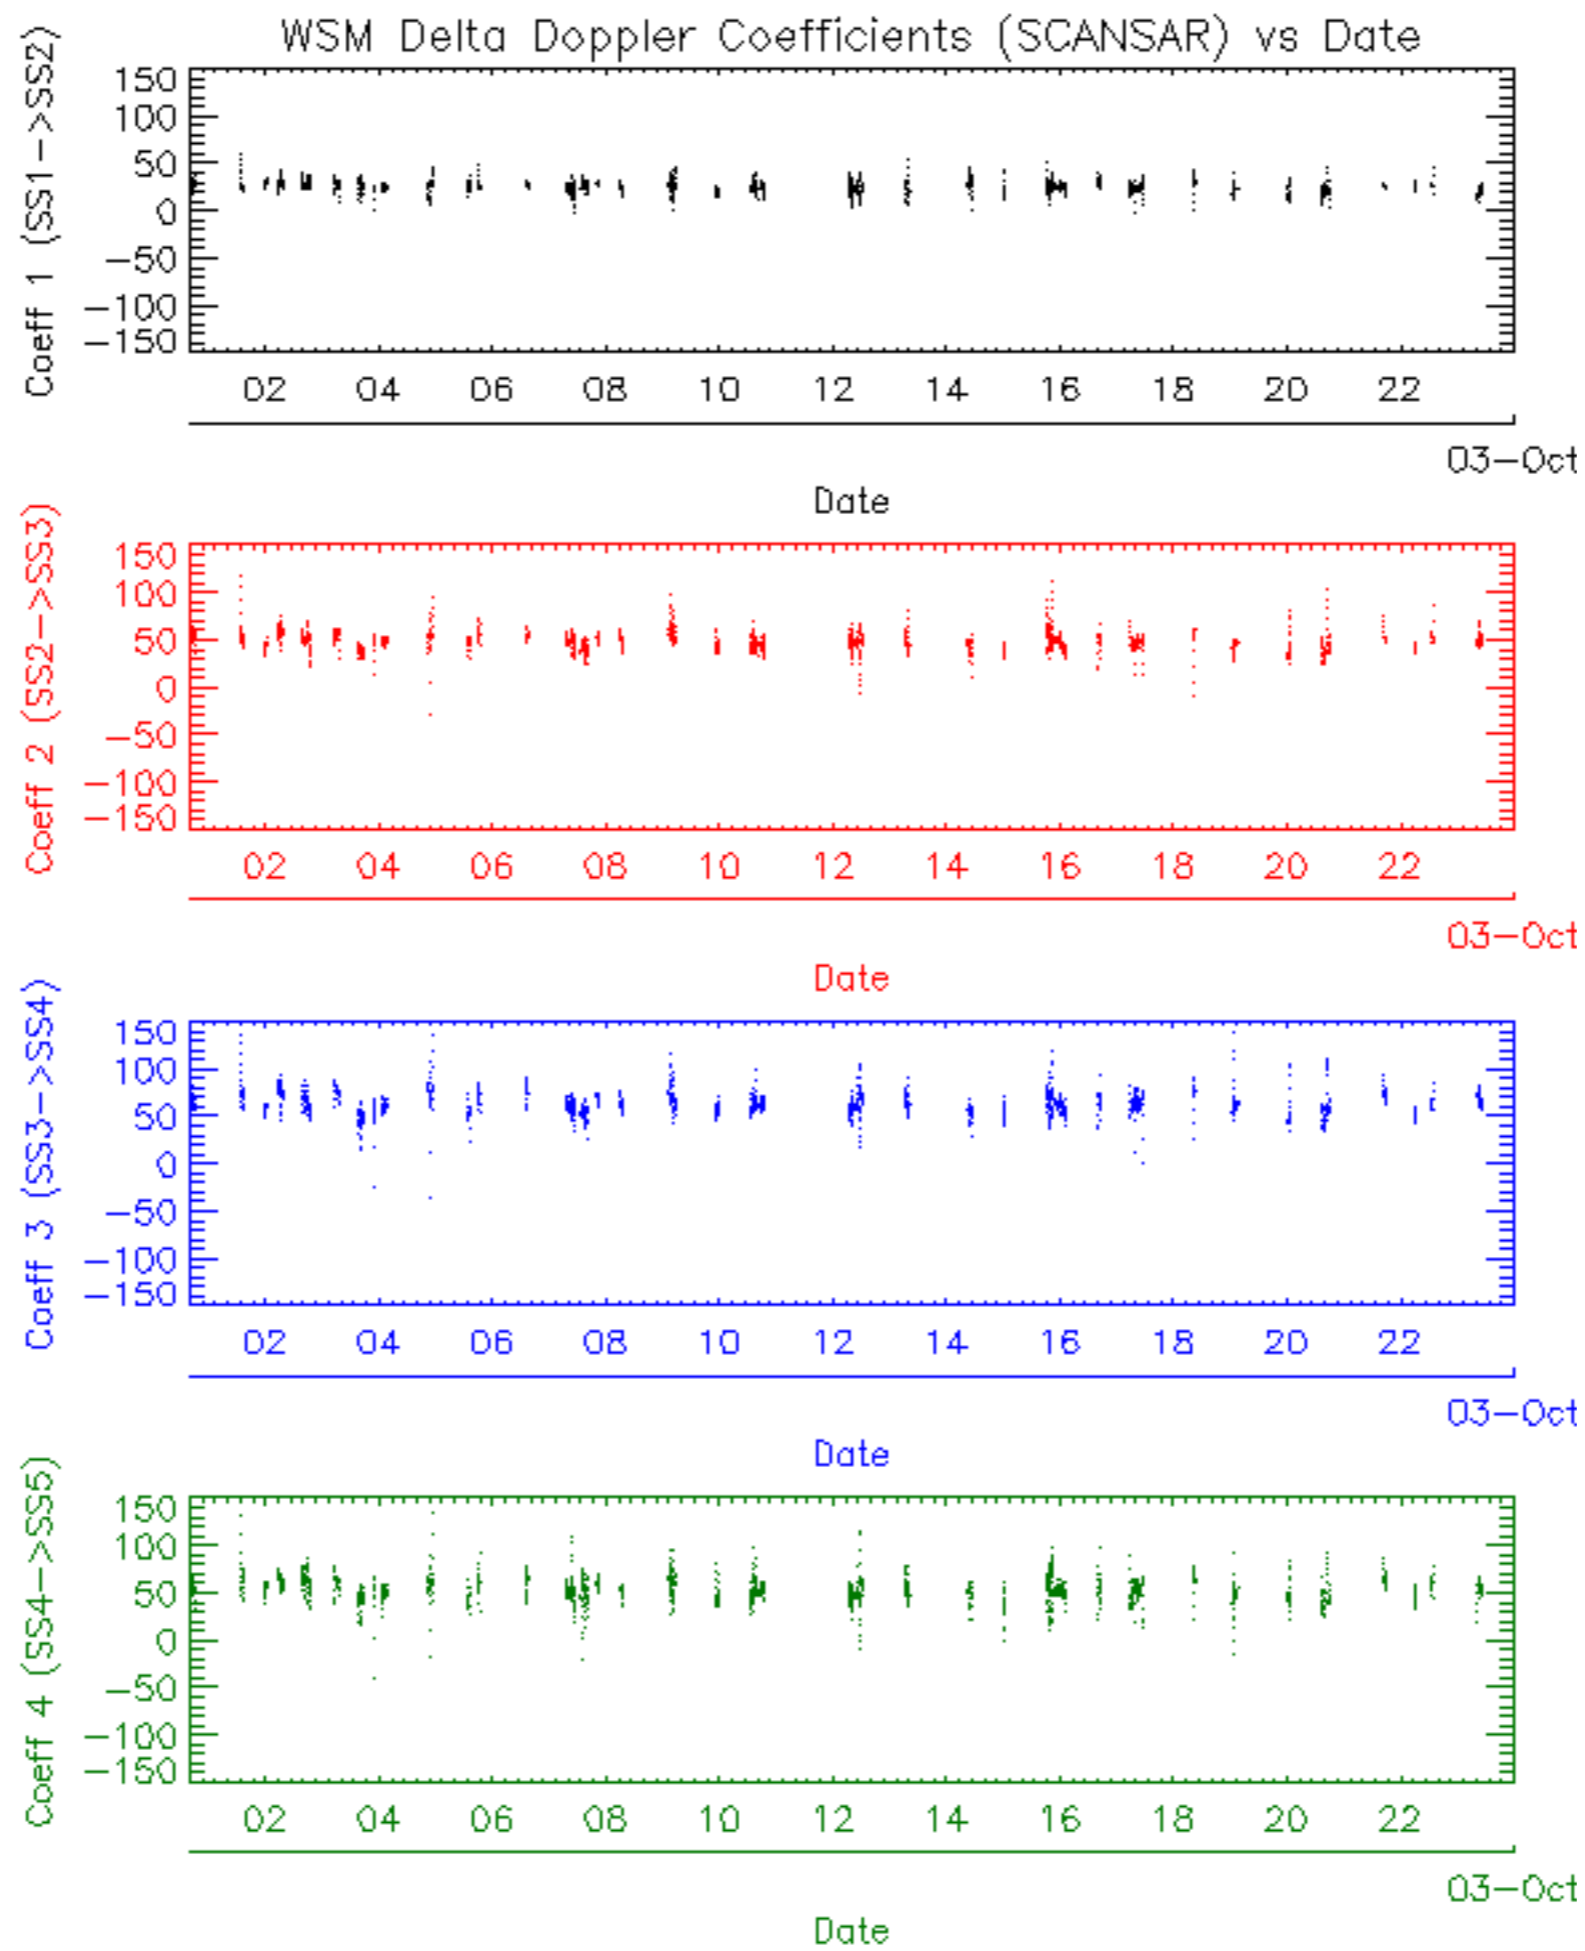 WSM Delta Doppler Coefficients (SCANSAR) vs Date
Coeff 1 (SS1->SS2)
150
100
50
0
-50
-100
-150
02 04 06 08 10 12 14 16 18 20 22
03-Oct
Date
Coeff 2 (SS2->SS3)
150
100
50
0
-50
-100
-150
02 04 06 08 10 12 14 16 18 20 22
03-Oct
Date
Coeff 3 (SS3->SS4)
150
100
50
0
-50
-100
-150
02 04 06 08 10 12 14 16 18 20 22
03-Oct
Date
Coeff 4 (SS4->SS5)
150
100
50
0
-50
-100
-150
02 04 06 08 10 12 14 16 18 20 22
03-Oct
Date